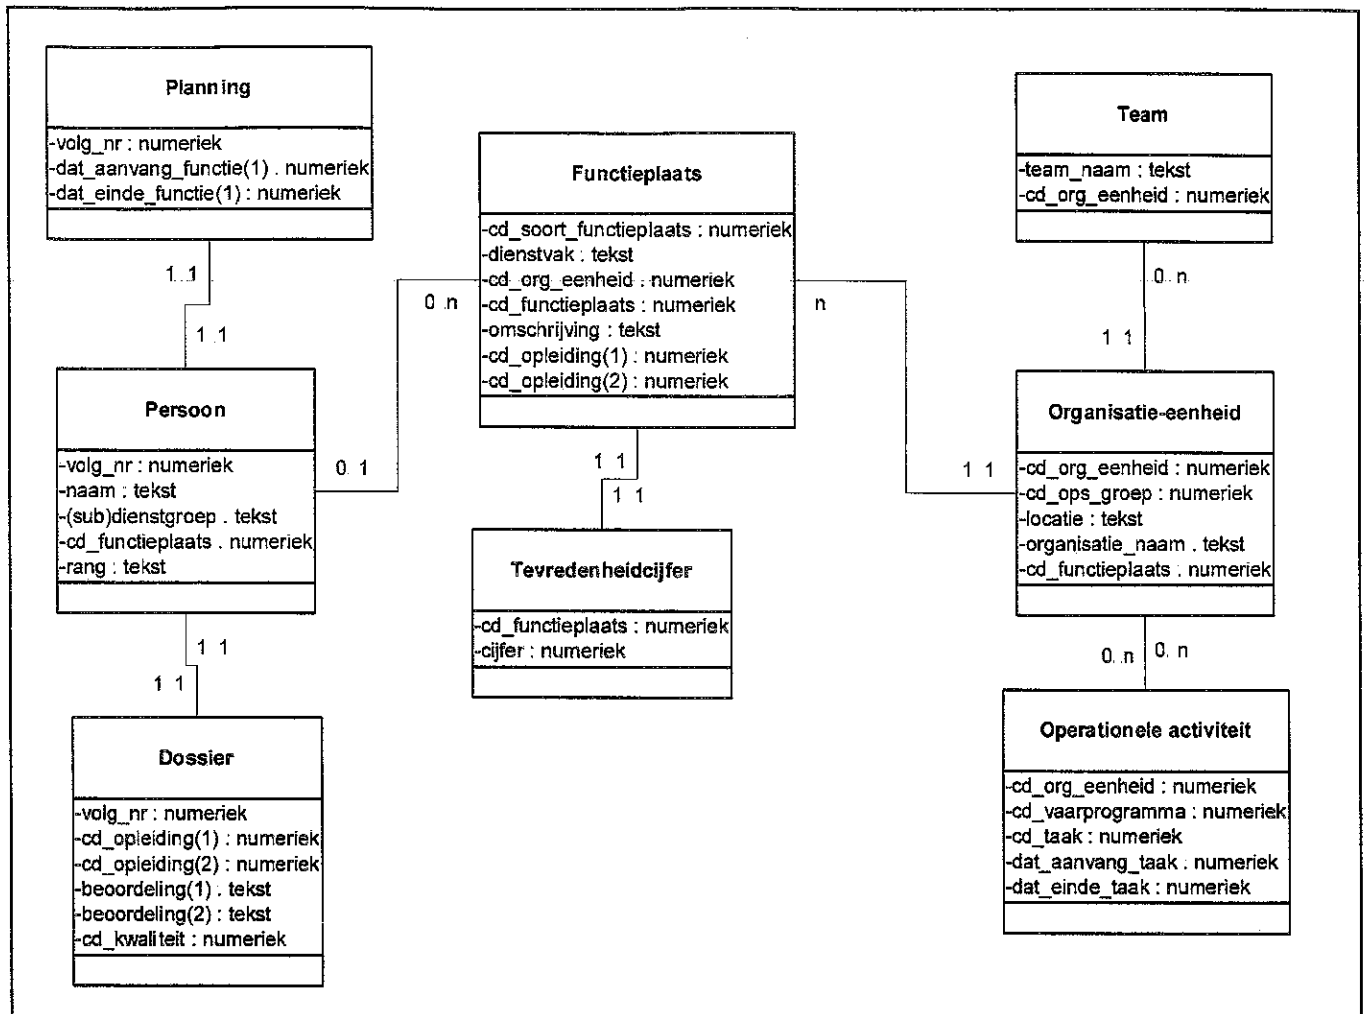 Planning
-volg_nr : numeriek
-dat_aanvang_functie(1) . numeriek
-dat_einde_functie(1) : numeriek
1..1
1 .1
Persoon
-volg_nr : numeriek
-naam : tekst
-(sub)dienstgroep . tekst
-cd_functieplaats . numeriek
-rang : tekst
1 1
1 1
Dossier
-volg_nr : numeriek
-cd_opleiding(1) : numeriek
-cd_opleiding(2) : numeriek
-beoordeling(1) . tekst
-beoordeling(2) : tekst
-cd_kwaliteit : numeriek
0 1
0 .n
Functieplaats
-cd_soort_functieplaats : numeriek
-dienstvak : tekst
-cd_org_eenheid . numeriek
-cd_functieplaats : numeriek
-omschrijving : tekst
-cd_opleiding(1) : numeriek
-cd_opleiding(2) : numeriek
1 1
1 1
Tevredenheidcijfer
-cd_functieplaats : numeriek
-cijfer : numeriek
n
1 1
Team
-team_naam : tekst
-cd_org_eenheid : numeriek
0..n
1 1
Organisatie-eenheid
-cd_org_eenheid : numeriek
-cd_ops_groep : numeriek
-locatie : tekst
-organisatie_naam . tekst
-cd_functieplaats : numeriek
0..n
0. n
Operationele activiteit
-cd_org_eenheid : numeriek
-cd_vaarprogramma : numeriek
-cd_taak : numeriek
-dat_aanvang_taak . numeriek
-dat_einde_taak : numeriek